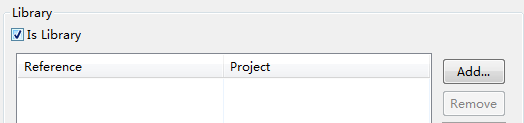 Library
Is Library
Reference Project
Add...
Remove